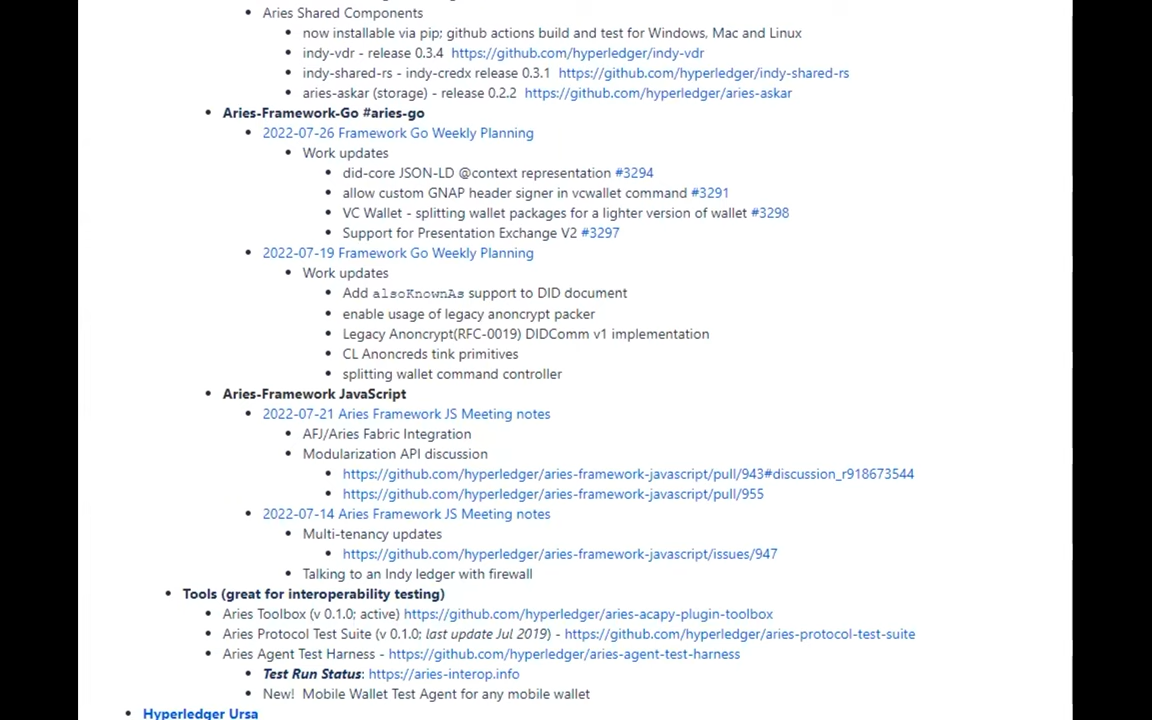 Aries Shared Components
now installable via pip; github actions build and test for Windows, Mac and Linux
indy-vdr - release 0.3.4 https://github.com/hyperledger/indy-vdr
indy-shared-rs - indy-credx release 0.3.1 https://github.com/hyperledger/indy-shared-rs
aries-askar (storage) - release 0.2.2 https://github.com/hyperledger/aries-askar
Aries-Framework-Go #aries-go
2022-07-26 Framework Go Weekly Planning
Work updates
did-core JSON-LD @context representation #3294
allow custom GNAP header signer in vcwallet command #3291
VC Wallet - splitting wallet packages for a lighter version of wallet #3298
Support for Presentation Exchange V2 #3297
2022-07-19 Framework Go Weekly Planning
Work updates
Add alsoKnownAs support to DID document
enable usage of legacy anoncrypt packer
Legacy Anoncrypt(RFC-0019) DIDComm v1 implementation
CL Anoncreds tink primitives
splitting wallet command controller
Aries-Framework JavaScript
2022-07-21 Aries Framework JS Meeting notes
AFJ/Aries Fabric Integration
Modularization API discussion
https://github.com/hyperledger/aries-framework-javascript/pull/943#discussion_r918673544
https://github.com/hyperledger/aries-framework-javascript/pull/955
2022-07-14 Aries Framework JS Meeting notes
Multi-tenancy updates
https://github.com/hyperledger/aries-framework-javascript/issues/947
Talking to an Indy ledger with firewall
Tools (great for interoperability testing)
Aries Toolbox (v 0.1.0; active) https://github.com/hyperledger/aries-acapy-plugin-toolbox
Aries Protocol Test Suite (v 0.1.0; last update Jul 2019) - https://github.com/hyperledger/aries-protocol-test-suite
Aries Agent Test Harness - https://github.com/hyperledger/aries-agent-test-harness
Test Run Status: https://aries-interop.info
New! Mobile Wallet Test Agent for any mobile wallet
Hyperledger Ursa